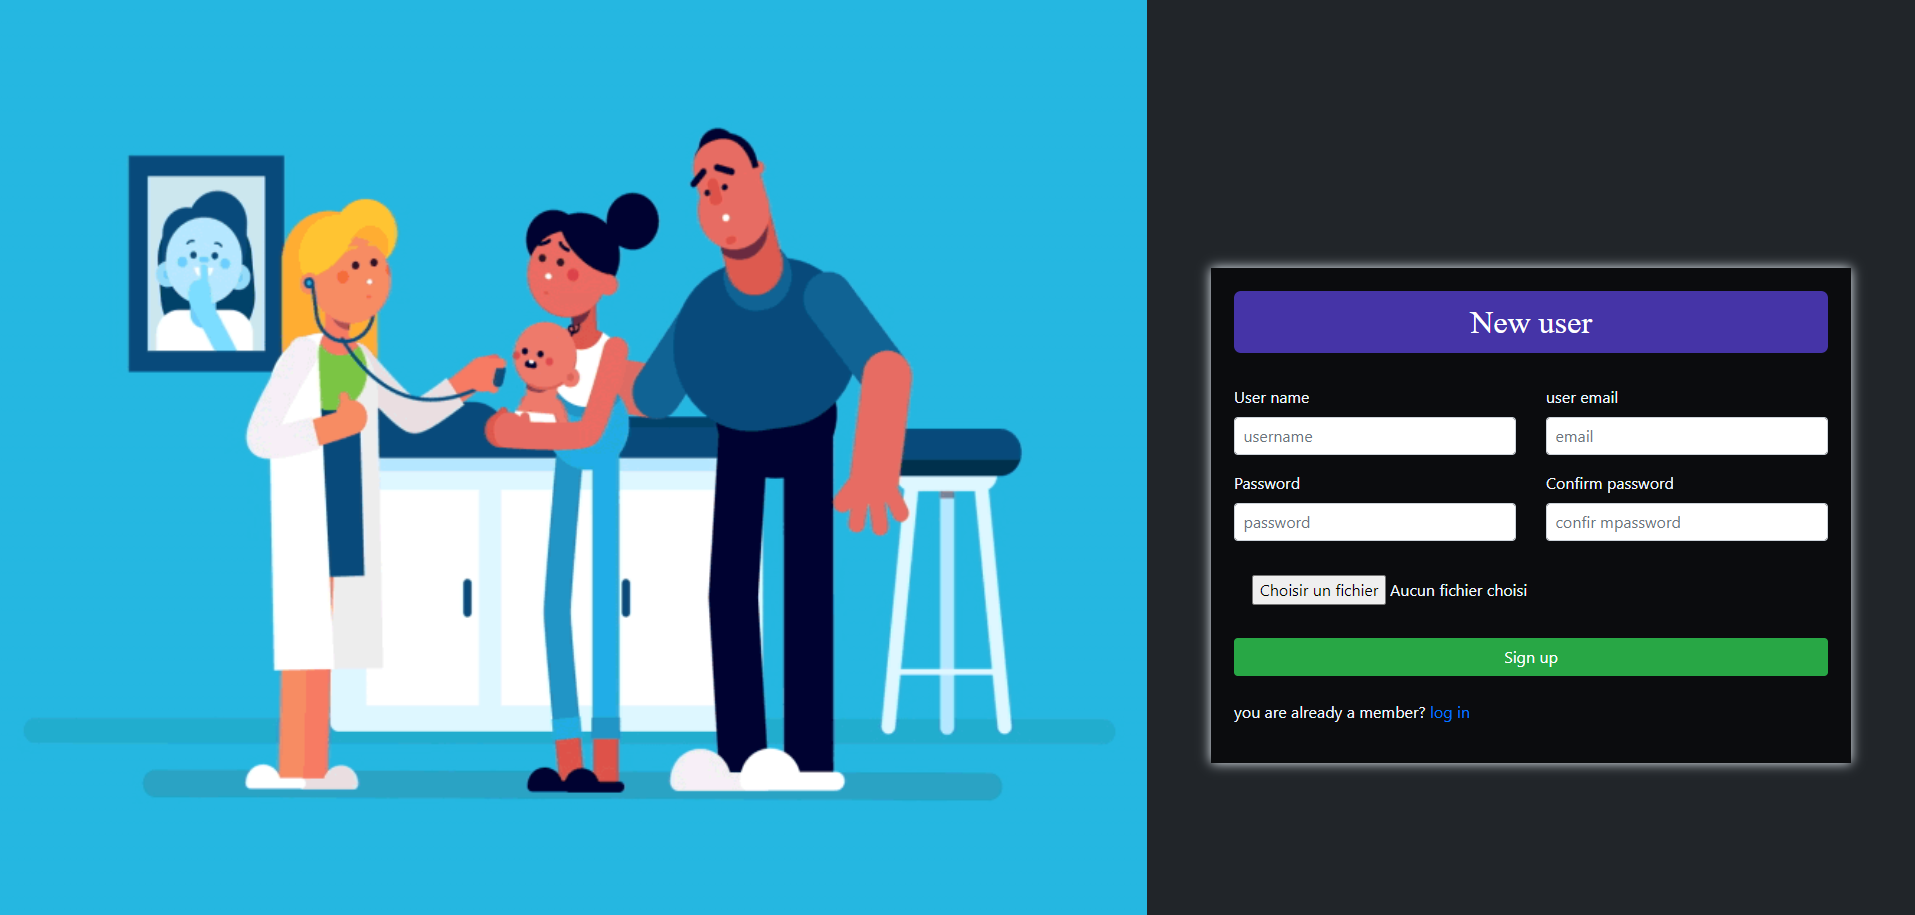 New user
User name
user email
username
email
Password
Confirm password
password
confir mpassword
Choisir un fichier Aucun fichier choisi
Sign up
you are already a member? log in